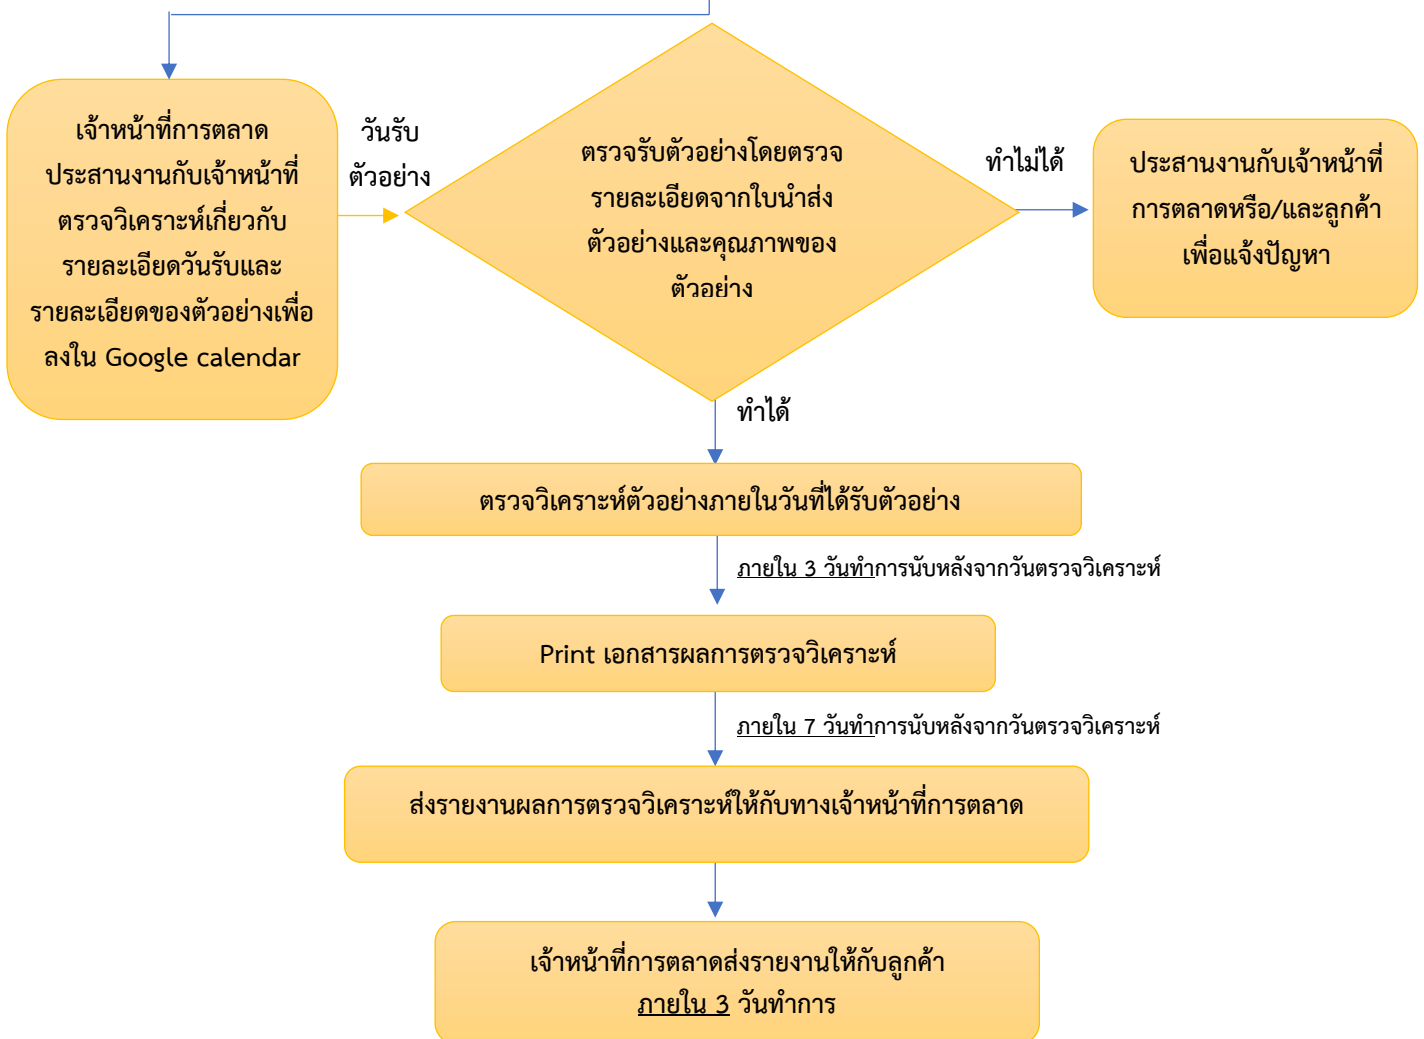 เจ้าหน้าที่การตลาด
ประสานงานกับเจ้าหน้าที่
ตรวจวิเคราะห์เกี่ยวกับ
รายละเอียดวันรับและ
รายละเอียดของตัวอย่างเพื่อ
ลงใน Google calendar
วันรับ
ตัวอย่าง
ตรวจรับตัวอย่างโดยตรวจ
รายละเอียดจากใบนำส่ง
ตัวอย่างและคุณภาพของ
ตัวอย่าง
ทำไม่ได้
ประสานงานกับเจ้าหน้าที่
การตลาดหรือ/และลูกค้า
เพื่อแจ้งปัญหา
ทำได้
ตรวจวิเคราะห์ตัวอย่างภายในวันที่ได้รับตัวอย่าง
ภายใน 3 วันทำการนับหลังจากวันตรวจวิเคราะห์
Print เอกสารผลการตรวจวิเคราะห์
ภายใน 7 วันทำการนับหลังจากวันตรวจวิเคราะห์
ส่งรายงานผลการตรวจวิเคราะห์ให้กับทางเจ้าหน้าที่การตลาด
เจ้าหน้าที่การตลาดส่งรายงานให้กับลูกค้า
ภายใน 3 วันทำการ